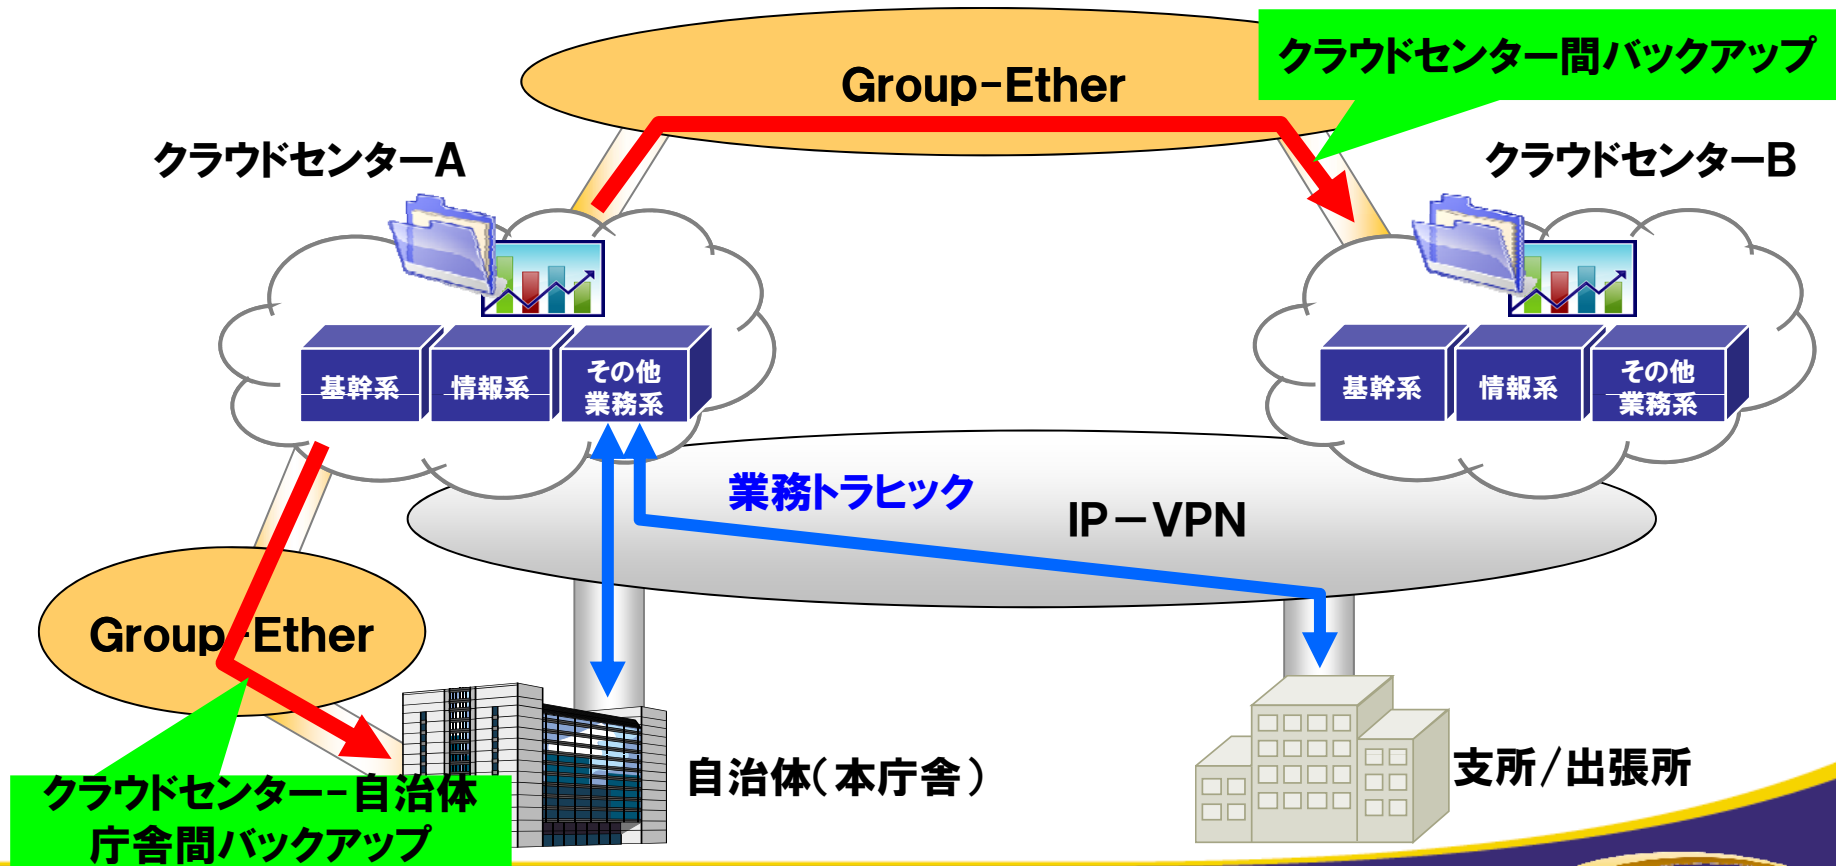 Group-Ether
クラウドセンター間バックアップ
クラウドセンターA
クラウドセンターB
基幹系
情報系
その他
業務系
基幹系
情報系
その他
業務系
業務トラヒック
IP－VPN
Group-Ether
自治体(本庁舎)
支所/出張所
クラウドセンター-自治体
庁舎間バックアップ